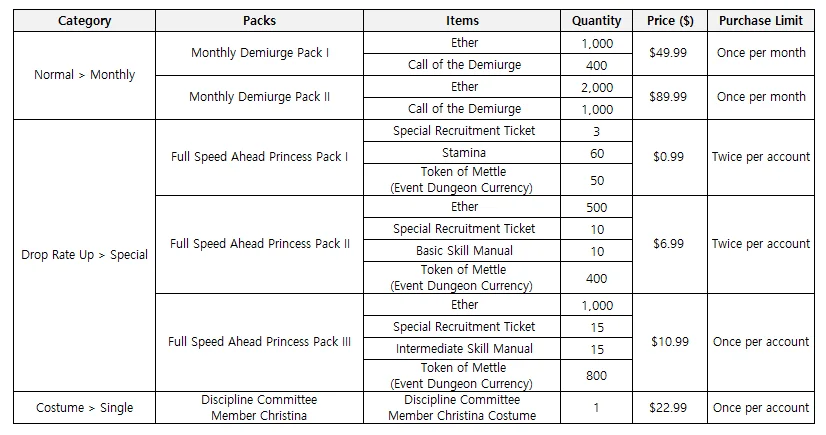 Category Packs Items Quantity Price ($) Purchase Limit
Normal > Monthly
Monthly Demiurge Pack I
Ether 1,000
Call of the Demiurge 400
$49.99 Once per month
Monthly Demiurge Pack II
Ether 2,000
Call of the Demiurge 1,000
$89.99 Once per month
Drop Rate Up > Special
Full Speed Ahead Princess Pack I
Special Recruitment Ticket 3
Stamina 60
Token of Mettle
(Event Dungeon Currency) 50
$0.99 Twice per account
Full Speed Ahead Princess Pack II
Ether 500
Special Recruitment Ticket 10
Basic Skill Manual 10
Token of Mettle
(Event Dungeon Currency) 400
$6.99 Twice per account
Full Speed Ahead Princess Pack III
Ether 1,000
Special Recruitment Ticket 15
Intermediate Skill Manual 15
Token of Mettle
(Event Dungeon Currency) 800
$10.99 Once per account
Costume > Single
Discipline Committee
Member Christina
Discipline Committee
Member Christina Costume
1 $22.99 Once per account